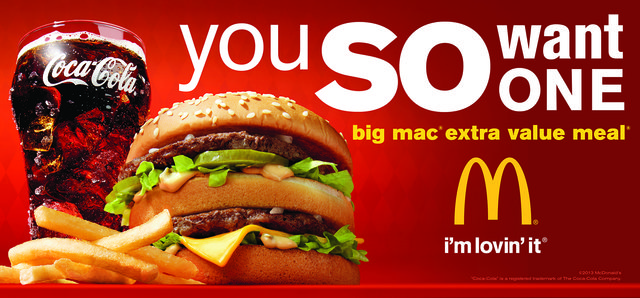 Coca-Cola
you SO want
ONE
big mac® extra value meal®
M®
i'm lovin' it®
©2013 McDonald's
"Coca-Cola" is a registered trademark of The Coca-Cola Company.